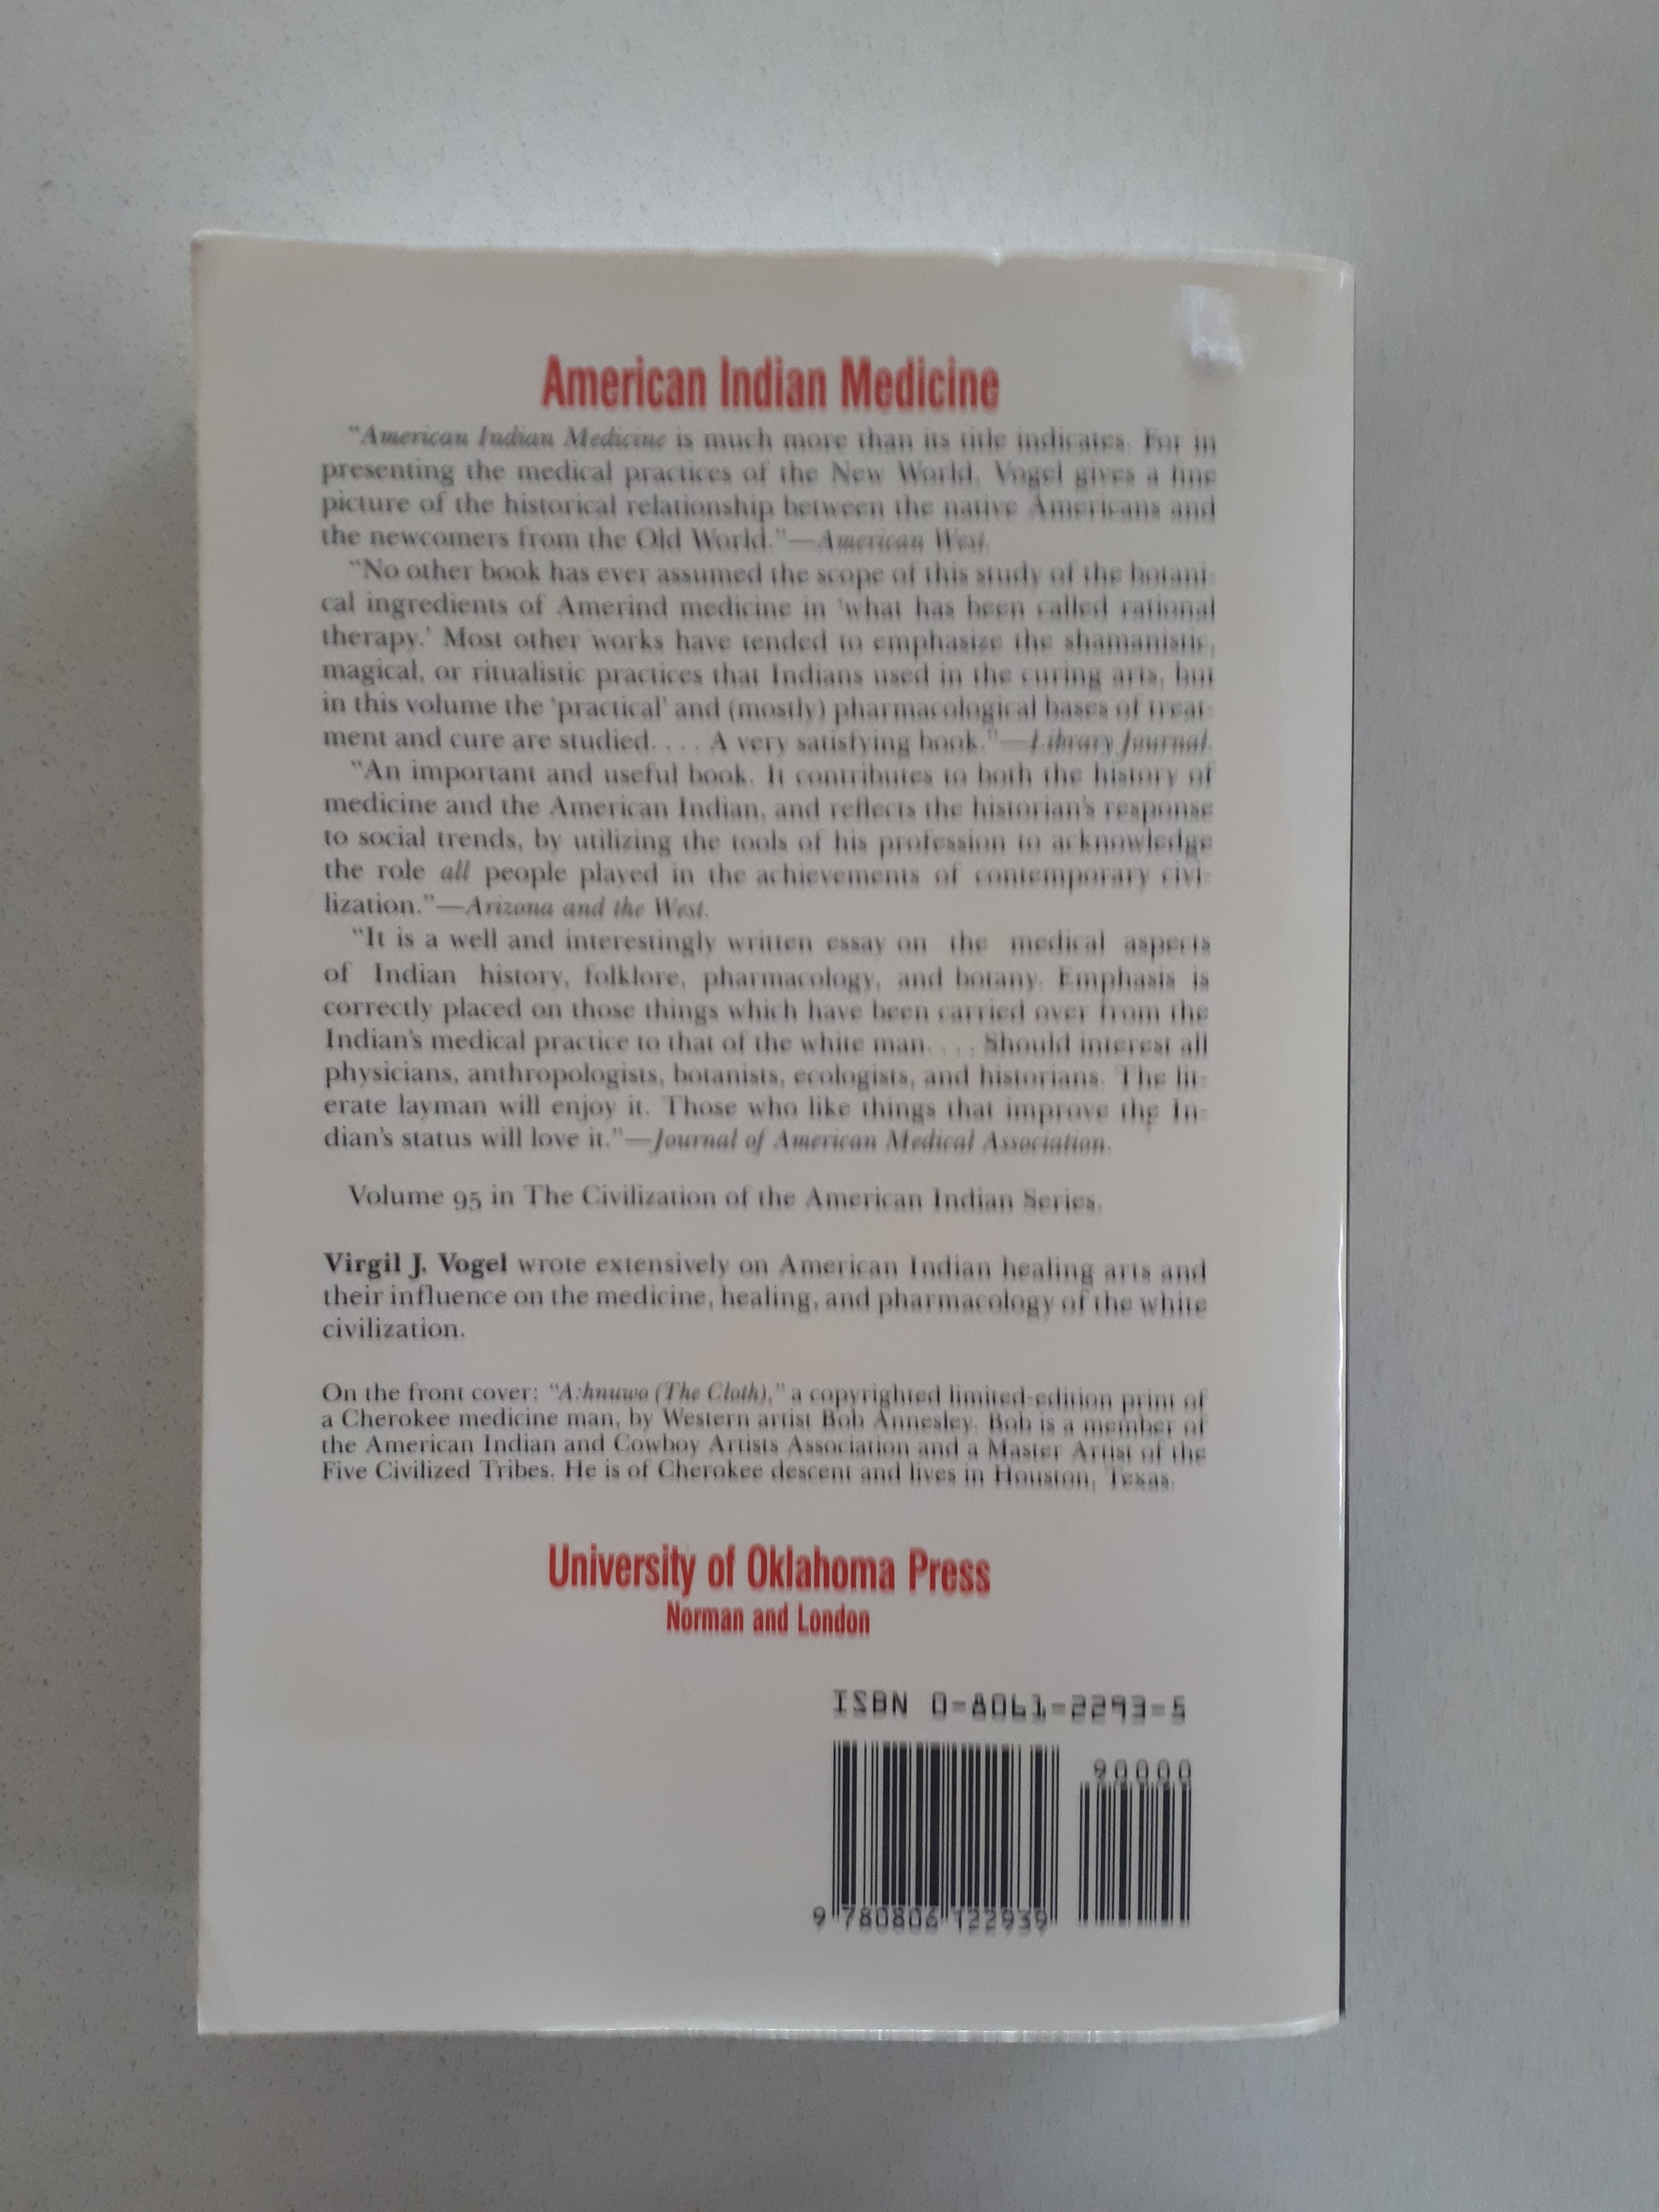 American Indian Medicine
"American Indian Medicine is much more than its title indicates. For in
presenting the medical practices of the New World, Vogel gives a fine
picture of the historical relationship between the native Americans and
the newcomers from the Old World."—American West.
"No other book has ever assumed the scope of this study of the botani-
cal ingredients of Amerind medicine in 'what has been called rational
therapy.' Most other works have tended to emphasize the shamanistic,
magical, or ritualistic practices that Indians used in the curing arts, but
in this volume the 'practical' and (mostly) pharmacological bases of treat-
ment and cure are studied. . . . A very satisfying book."—Library Journal.
"An important and useful book. It contributes to both the history of
medicine and the American Indian, and reflects the historian's response
to social trends, by utilizing the tools of his profession to acknowledge
the role all people played in the achievements of contemporary civi-
lization."—Arizona and the West.
"It is a well and interestingly written essay on the medical aspects
of Indian history, folklore, pharmacology, and botany. Emphasis is
correctly placed on those things which have been carried over from the
Indian's medical practice to that of the white man. . . . Should interest all
physicians, anthropologists, botanists, ecologists, and historians. The lit-
erate layman will enjoy it. Those who like things that improve the In-
dian's status will love it."—Journal of American Medical Association.
Volume 95 in The Civilization of the American Indian Series.
Virgil J. Vogel wrote extensively on American Indian healing arts and
their influence on the medicine, healing, and pharmacology of the white
civilization.
On the front cover: "A:hnuwo (The Cloth)," a copyrighted limited-edition print of
a Cherokee medicine man, by Western artist Bob Annesley. Bob is a member of
the American Indian and Cowboy Artists Association and a Master Artist of the
Five Civilized Tribes. He is of Cherokee descent and lives in Houston, Texas.
University of Oklahoma Press
Norman and London
ISBN 0-8061-2293-5
90000
9 780806 122939